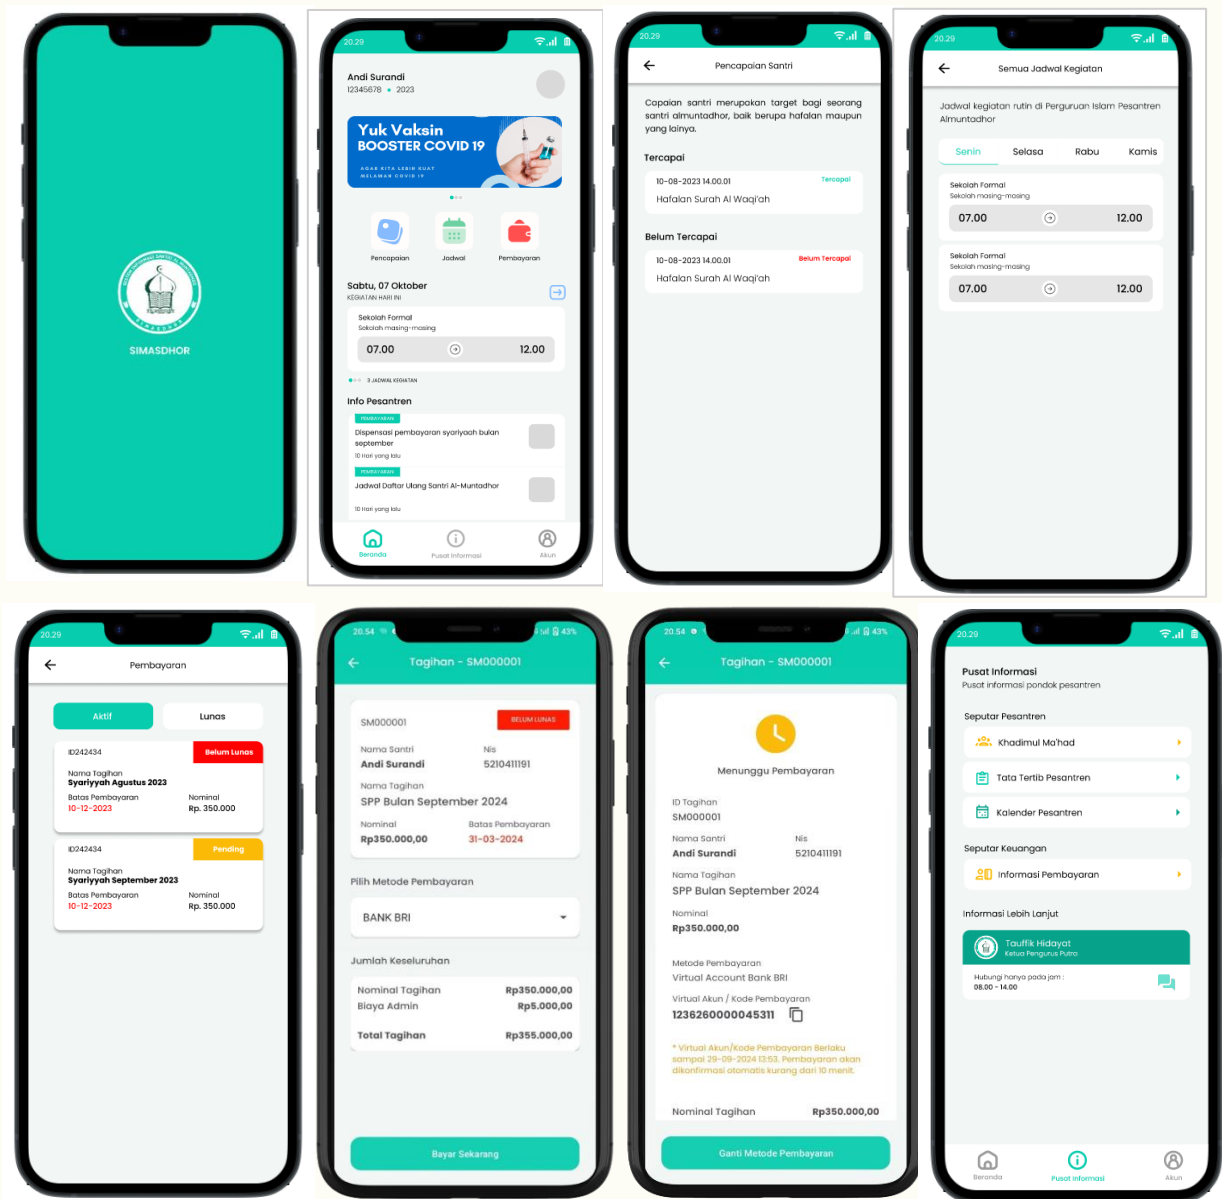 SIMASDHOR
20.29
Andi Surandi
12345678 • 2023
Yuk Vaksin
BOOSTER COVID 19
AGAR KITA LEBIH KUAT
MELAWAN COVID 19
Pencapaian
Jadwal
Pembayaran
Sabtu, 07 Oktober
KEGIATAN HARI INI
Sekolah Formal
Sekolah masing-masing
07.00
12.00
3 JADWAL KEGIATAN
Info Pesantren
PEMBAYARAN
Dispensasi pembayaran syariyaah bulan
september
10 Hari yang lalu
PEMBAYARAN
Jadwal Daftar Ulang Santri Al-Muntadhor
10 Hari yang lalu
Beranda
Pusat Informasi
Akun
20.29
Pencapaian Santri
Capaian santri merupakan target bagi seorang
santri almuntadhor, baik berupa hafalan maupun
yang lainya.
Tercapai
10-08-2023 14.00.01
Tercapai
Hafalan Surah Al Waqi'ah
Belum Tercapai
10-08-2023 14.00.01
Belum Tercapai
Hafalan Surah Al Waqi'ah
20.29
Semua Jadwal Kegiatan
Jadwal kegiatan rutin di Perguruan Islam Pesantren
Almuntadhor
Senin
Selasa
Rabu
Kamis
Sekolah Formal
Sekolah masing-masing
07.00
12.00
Sekolah Formal
Sekolah masing-masing
07.00
12.00
20.29
Pembayaran
Aktif
Lunas
ID242434
Belum Lunas
Nama Tagihan
Syariyyah Agustus 2023
Batas Pembayaran
Nominal
10-12-2023
Rp. 350.000
ID242434
Pending
Nama Tagihan
Syariyyah September 2023
Batas Pembayaran
Nominal
10-12-2023
Rp. 350.000
20.54
43%
Tagihan - SM000001
SM000001
BELUM LUNAS
Nama Santri
Nis
Andi Surandi
5210411191
Nama Tagihan
SPP Bulan September 2024
Nominal
Batas Pembayaran
Rp350.000,00
31-03-2024
Pilih Metode Pembayaran
BANK BRI
Jumlah Keseluruhan
Nominal Tagihan
Rp350.000,00
Biaya Admin
Rp5.000,00
Total Tagihan
Rp355.000,00
Bayar Sekarang
20.54
43%
Tagihan - SM000001
Menunggu Pembayaran
ID Tagihan
SM000001
Nama Santri
Nis
Andi Surandi
5210411191
Nama Tagihan
SPP Bulan September 2024
Nominal
Rp350.000,00
Metode Pembayaran
Virtual Account Bank BRI
Virtual Akun / Kode Pembayaran
1236260000045311
* Virtual Akun/Kode Pembayaran Berlaku
sampai 29-09-2024 13:53. Pembayaran akan
dikonfirmasi otomatis kurang dari 10 menit.
Nominal Tagihan
Rp350.000,00
Ganti Metode Pembayaran
20.29
Pusat Informasi
Pusat informasi pondok pesantren
Seputar Pesantren
Khadimul Ma'had
Tata Tertib Pesantren
Kalender Pesantren
Seputar Keuangan
Informasi Pembayaran
Informasi Lebih Lanjut
Tauffik Hidayat
Ketua Pengurus Putra
Hubungi hanya pada jam :
08.00 - 14.00
Beranda
Pusat Informasi
Akun